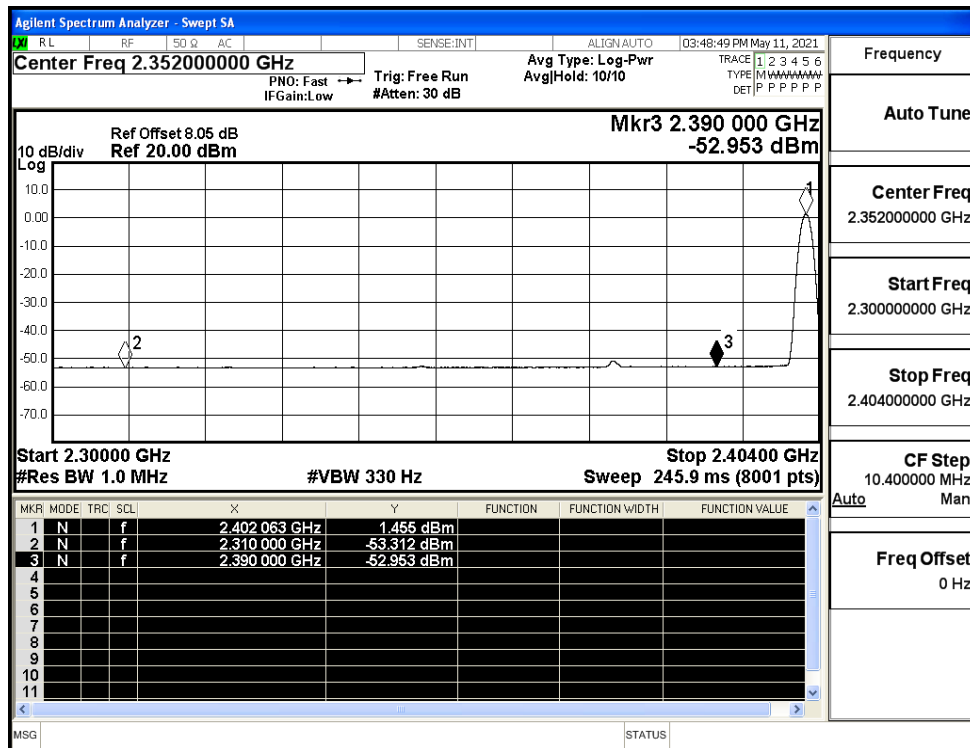 Agilent Spectrum Analyzer - Swept SA
LXI RL RF 50 Ω AC SENSE:INT ALIGN AUTO 03:48:49 PM May 11, 2021
Center Freq 2.352000000 GHz
PNO: Fast
IFGain:Low
Trig: Free Run
#Atten: 30 dB
Avg Type: Log-Pwr
Avg|Hold: 10/10
TRACE 1 2 3 4 5 6
TYPE M WWWWW
DET P P P P P P
Frequency
Auto Tune
Center Freq
2.352000000 GHz
Start Freq
2.300000000 GHz
Stop Freq
2.404000000 GHz
CF Step
10.400000 MHz
Auto Man
Freq Offset
0 Hz
Mkr3 2.390 000 GHz
-52.953 dBm
Ref Offset 8.05 dB
10 dB/div Ref 20.00 dBm
Log
10.0
0.00
-10.0
-20.0
-30.0
-40.0
-50.0
-60.0
-70.0
1
2
3
Start 2.30000 GHz Stop 2.40400 GHz
#Res BW 1.0 MHz #VBW 330 Hz Sweep 245.9 ms (8001 pts)
MKR MODE TRC SCL X Y FUNCTION FUNCTION WIDTH FUNCTION VALUE
1 N f 2.402 063 GHz 1.455 dBm
2 N f 2.310 000 GHz -53.312 dBm
3 N f 2.390 000 GHz -52.953 dBm
4
5
6
7
8
9
10
11
MSG STATUS